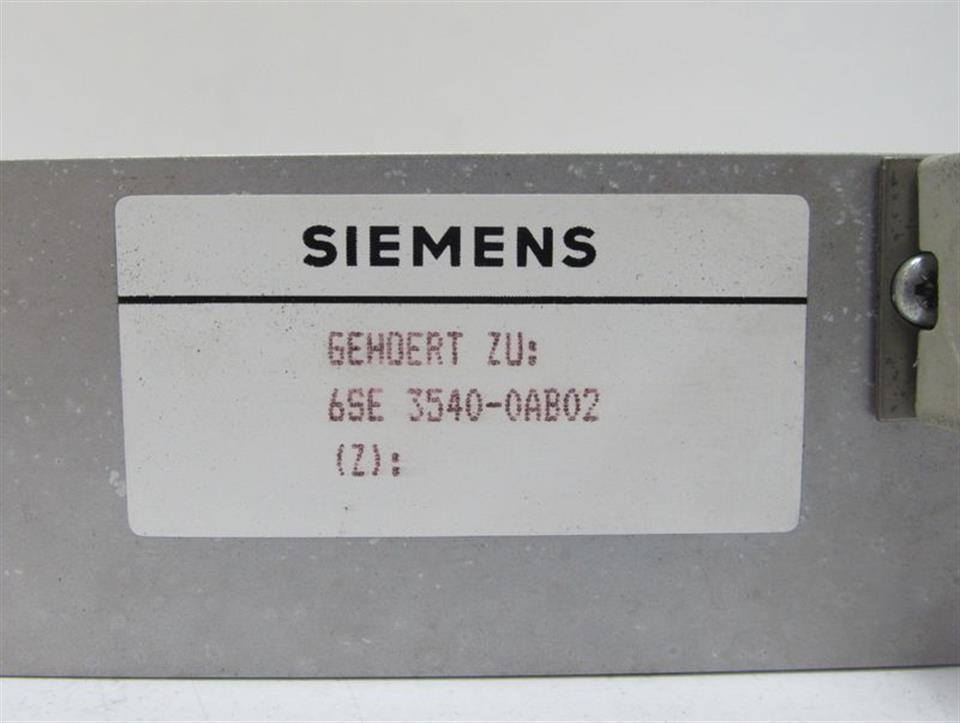 SIEMENS
GEHOERT ZU:
6SE 3540-0AB02
(Z):